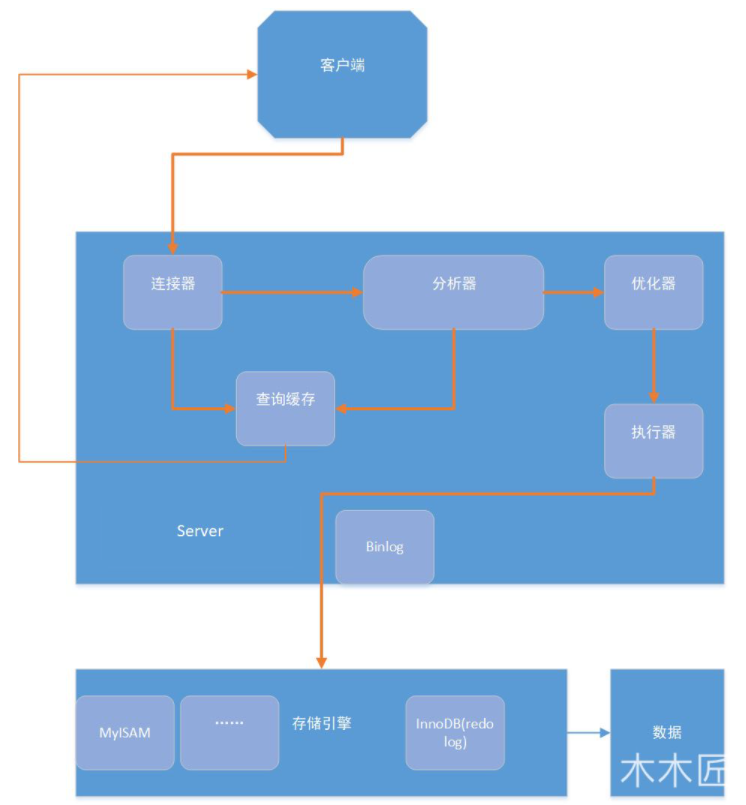 客户端
连接器
分析器
优化器
查询缓存
执行器
Server
Binlog
MyISAM
······
存储引擎
InnoDB(redo
log)
数据
木木匠